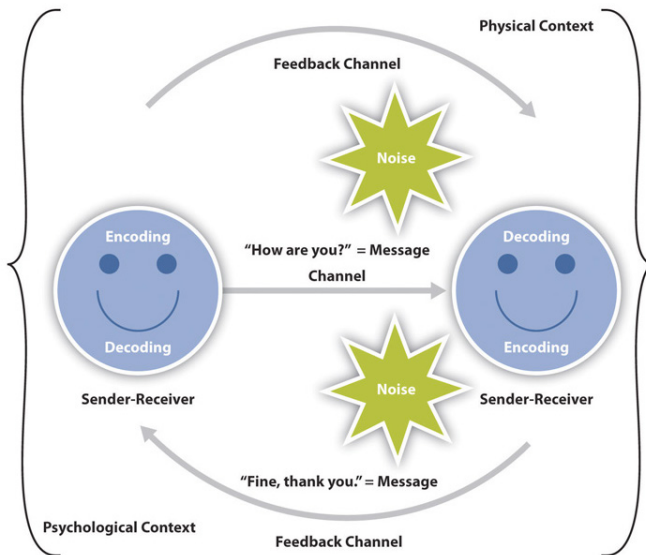 Physical Context
Feedback Channel
Noise
Encoding
Decoding
“How are you?” = Message
Channel
Decoding
Encoding
Noise
Sender-Receiver
Sender-Receiver
“Fine, thank you.” = Message
Psychological Context
Feedback Channel